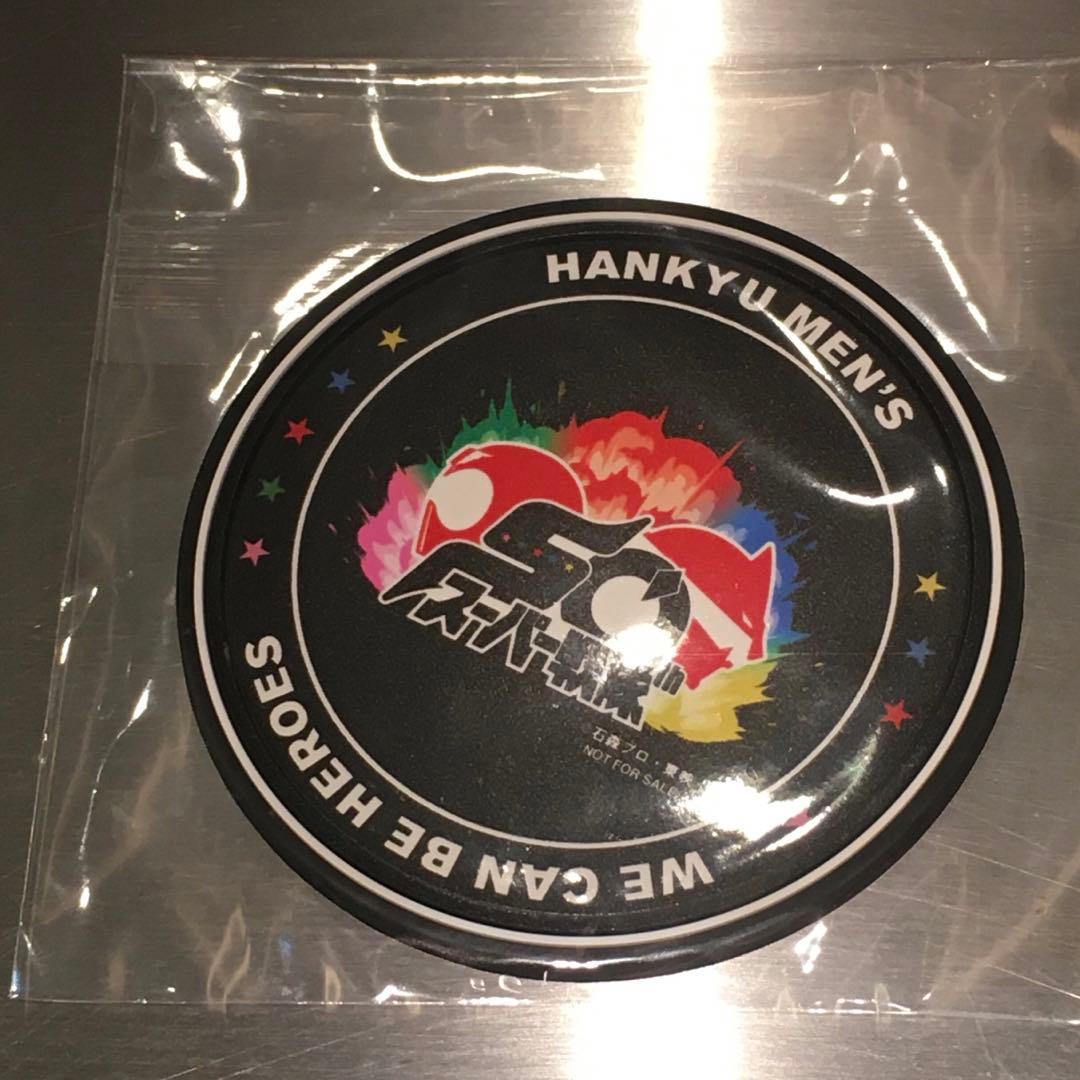 HANKYU MEN'S
50th
スーパー戦隊
石森プロ・東映
NOT FOR SALE
WE CAN BE HEROES